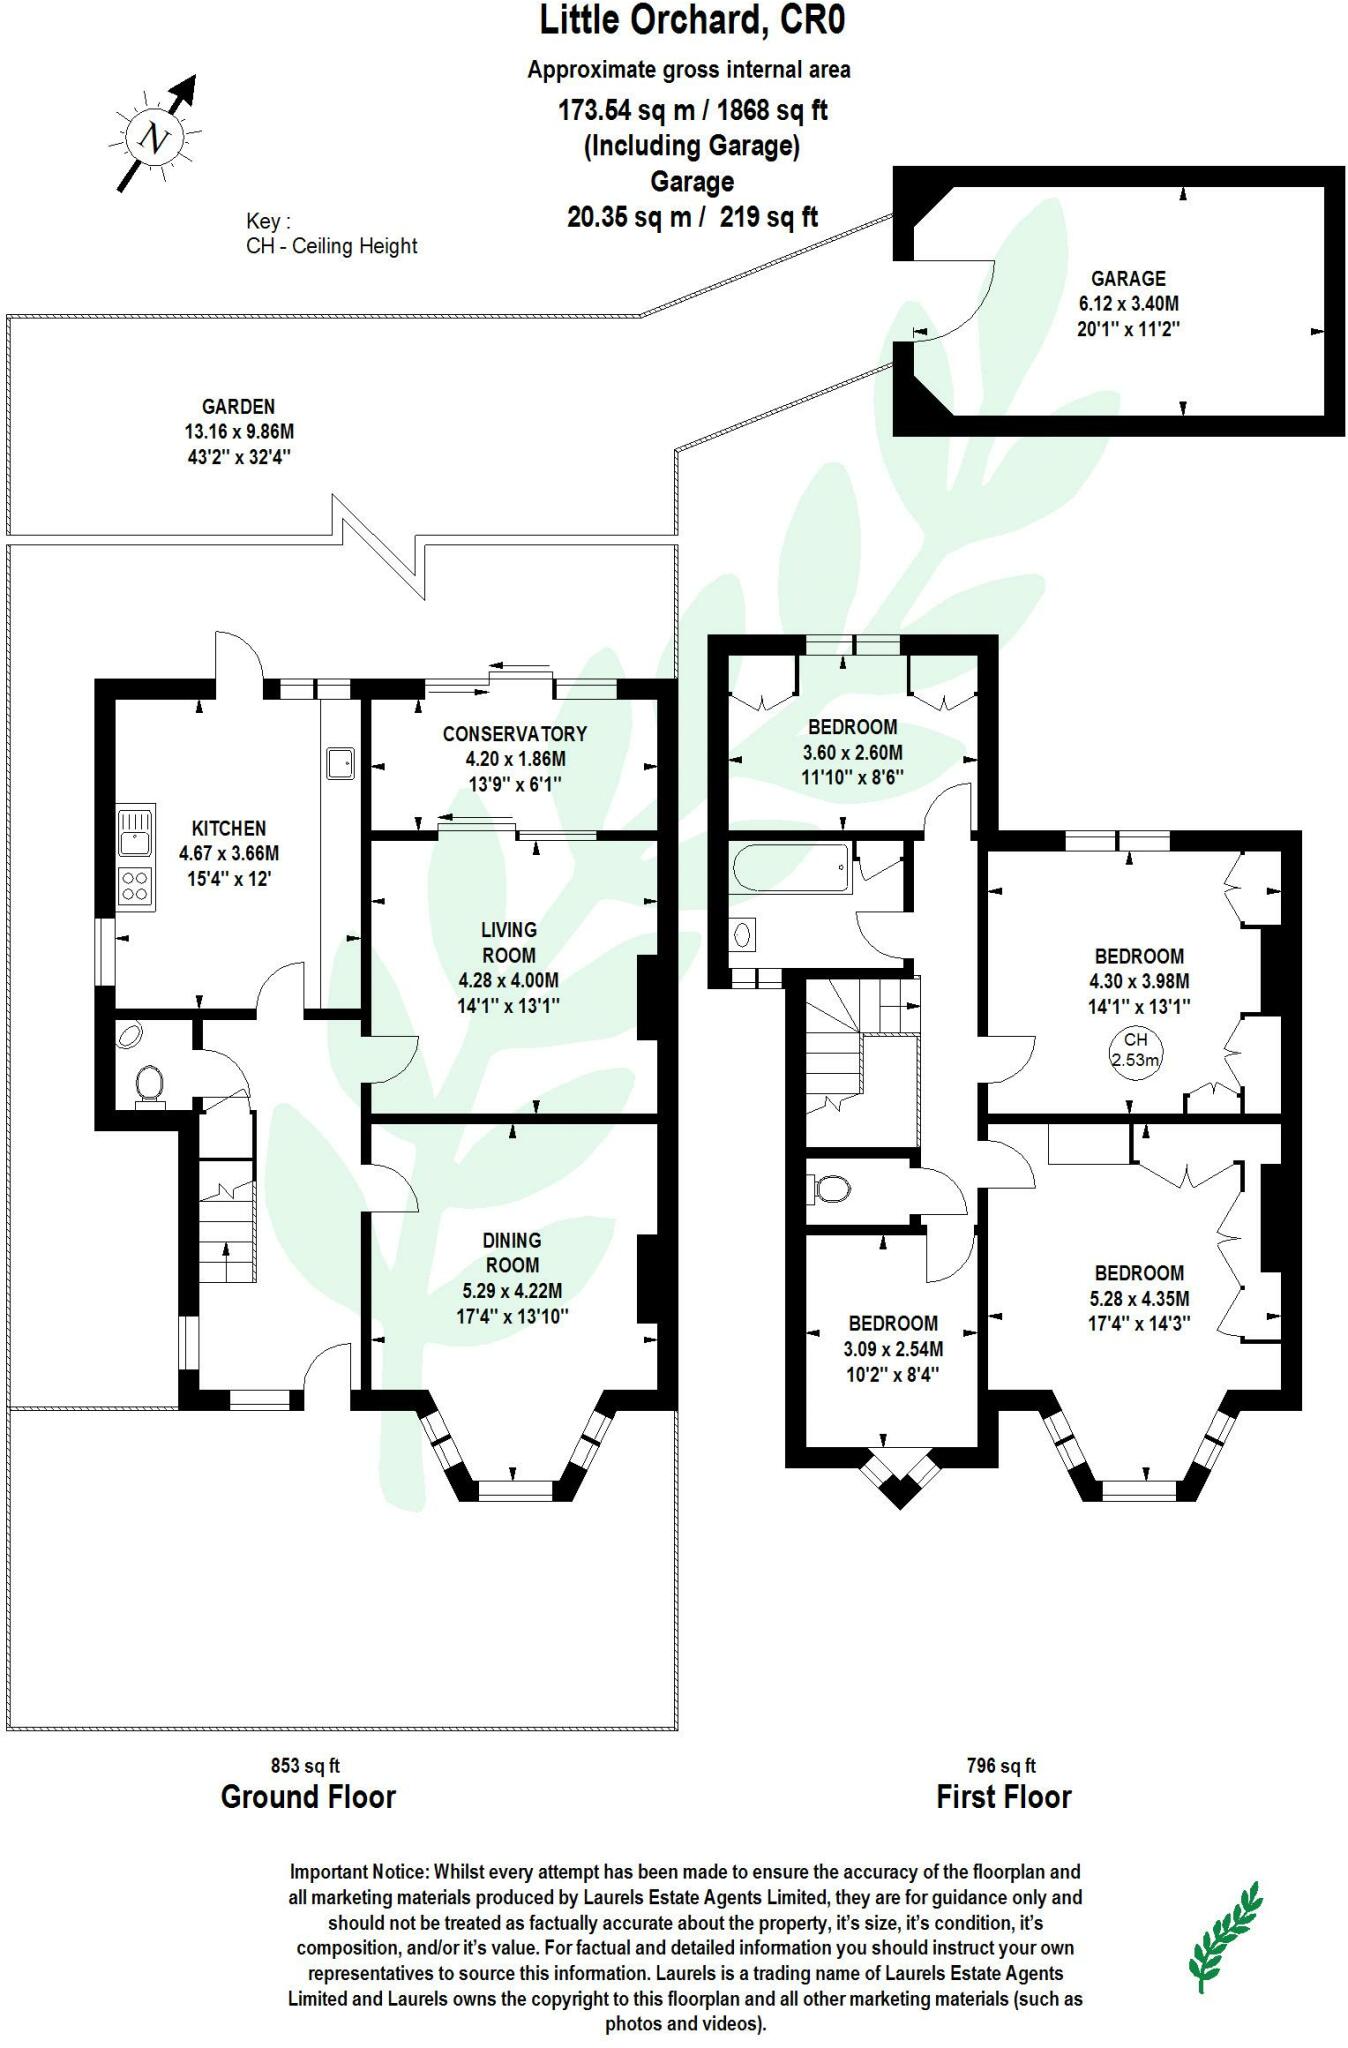 Little Orchard, CR0
Approximate gross internal area
173.54 sq m / 1868 sq ft
(Including Garage)
Garage
20.35 sq m /  219 sq ft
N
Key :
CH - Ceiling Height
GARAGE
6.12 x 3.40M
20'1" x 11'2"
GARDEN
13.16 x 9.86M
43'2" x 32'4"
CONSERVATORY
4.20 x 1.86M
13'9" x 6'1"
KITCHEN
4.67 x 3.66M
15'4" x 12'
LIVING
ROOM
4.28 x 4.00M
14'1" x 13'1"
DINING
ROOM
5.29 x 4.22M
17'4" x 13'10"
BEDROOM
3.60 x 2.60M
11'10" x 8'6"
BEDROOM
4.30 x 3.98M
14'1" x 13'1"
CH
2.53m
BEDROOM
5.28 x 4.35M
17'4" x 14'3"
BEDROOM
3.09 x 2.54M
10'2" x 8'4"
853 sq ft
Ground Floor
796 sq ft
First Floor
Important Notice: Whilst every attempt has been made to ensure the accuracy of the floorplan and
all marketing materials produced by Laurels Estate Agents Limited, they are for guidance only and
should not be treated as factually accurate about the property, it's size, it's condition, it's
composition, and/or it's value. For factual and detailed information you should instruct your own
representatives to source this information. Laurels is a trading name of Laurels Estate Agents
Limited and Laurels owns the copyright to this floorplan and all other marketing materials (such as
photos and videos).